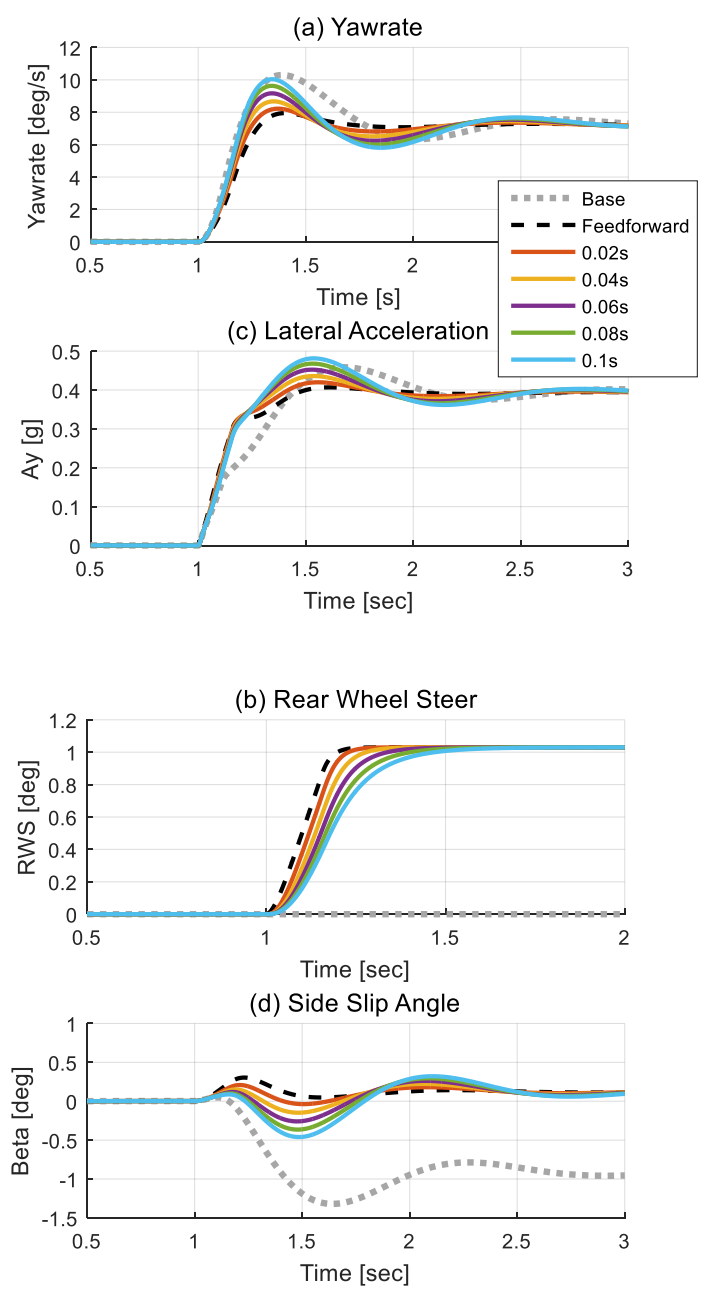 (a) Yawrate
12
10
8
6
4
2
0
Yawrate [deg/s]
0.5
1
1.5
2
Time [s]
Base
Feedforward
0.02s
0.04s
0.06s
0.08s
0.1s
(c) Lateral Acceleration
0.5
0.4
0.3
0.2
0.1
0
Ay [g]
0.5
1
1.5
2
2.5
3
Time [sec]
(b) Rear Wheel Steer
1.2
1
0.8
0.6
0.4
0.2
0
RWS [deg]
0.5
1
1.5
2
Time [sec]
(d) Side Slip Angle
1
0.5
0
-0.5
-1
-1.5
Beta [deg]
0.5
1
1.5
2
2.5
3
Time [sec]